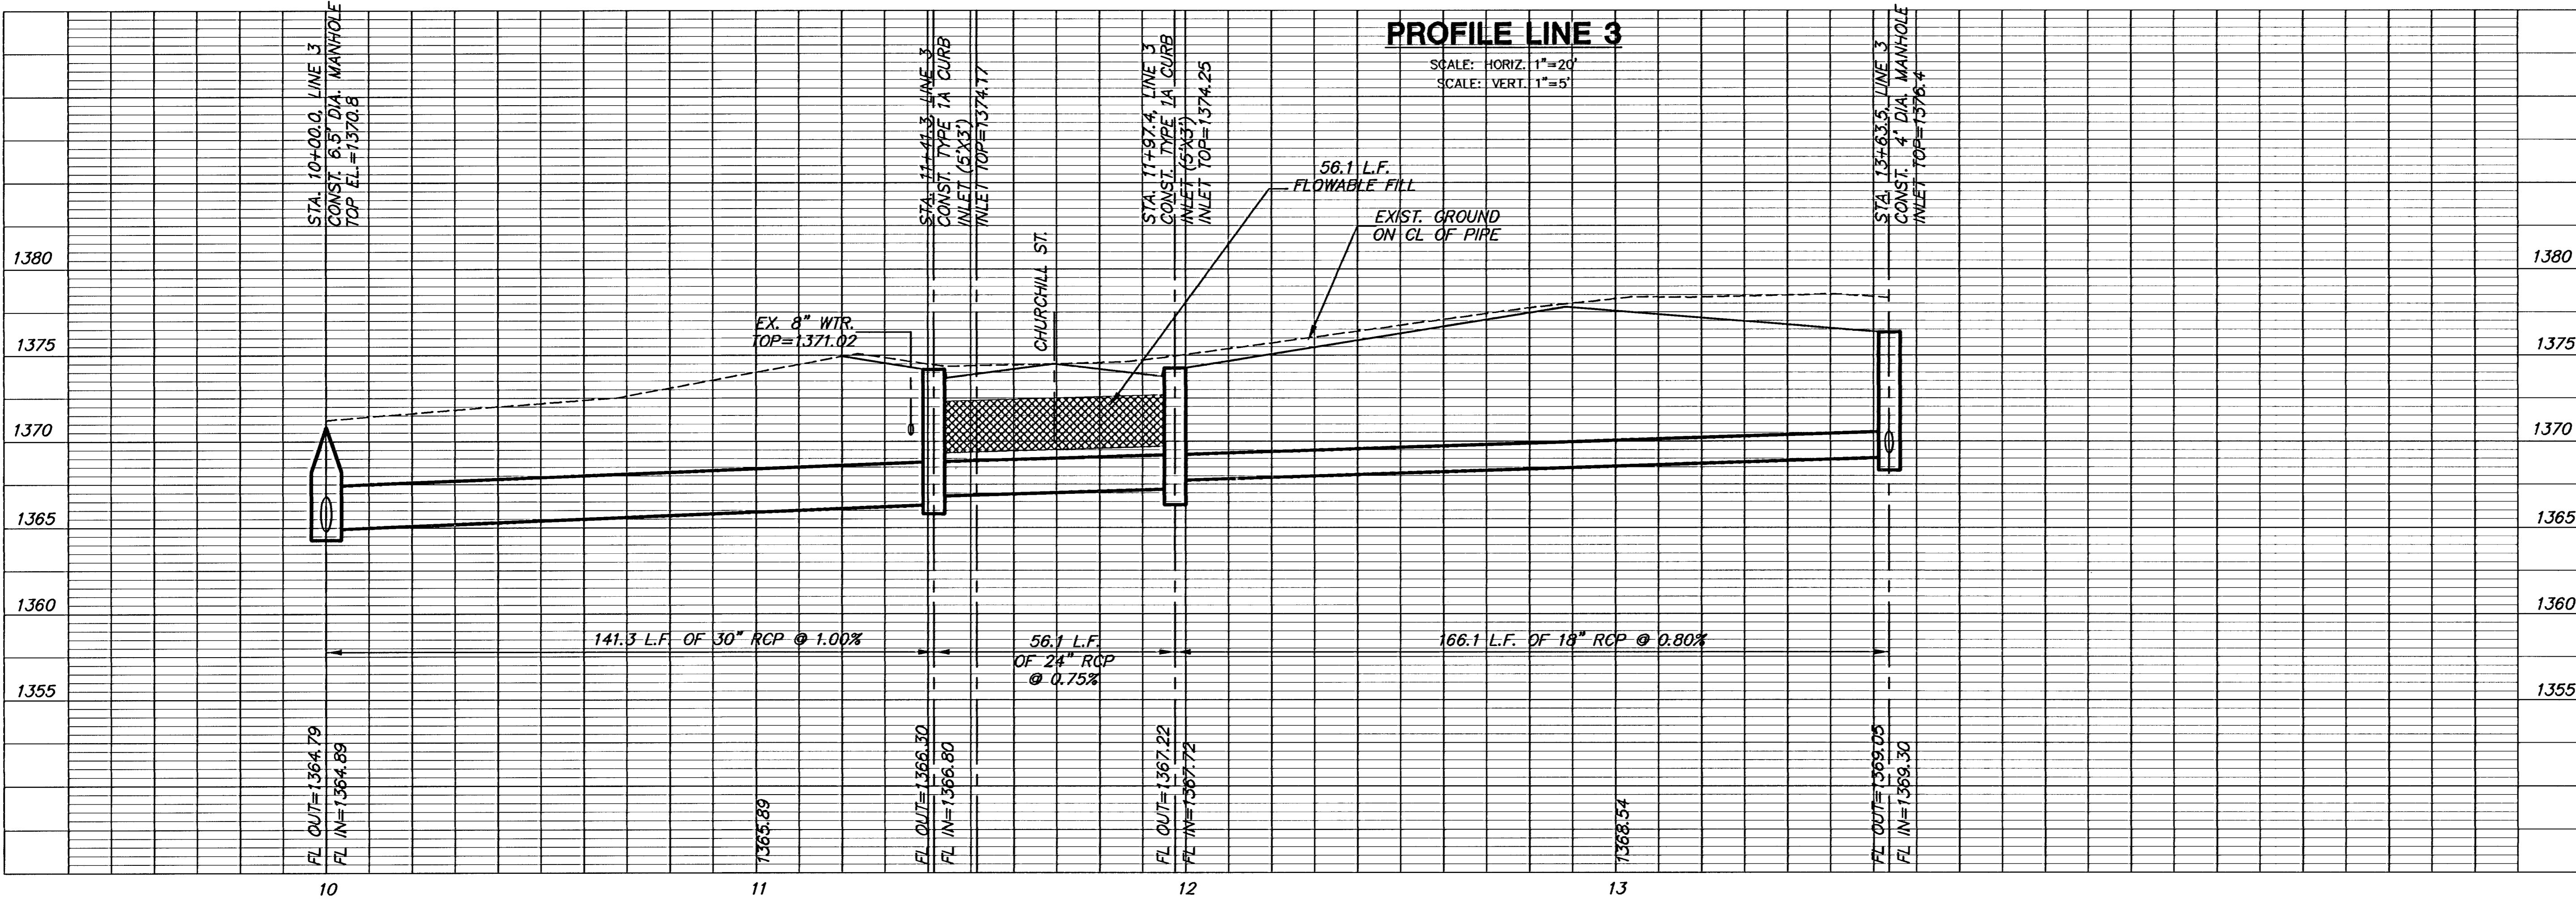 PROFILE LINE 3
SCALE: HORIZ. 1"=20'
SCALE: VERT. 1"=5'
STA. 10+00.0, LINE 3
CONST. 6.5' DIA. MANHOLE
TOP EL.=1370.8
STA. 11+41.3, LINE 3
CONST. TYPE 1A CURB
INLET (5'X3')
INLET TOP=1374.17
CHURCHILL ST.
STA. 11+97.4, LINE 3
CONST. TYPE 1A CURB
INLET (5'X3')
INLET TOP=1374.25
STA. 13+63.5, LINE 3
CONST. 4' DIA. MANHOLE
INLET TOP=1376.4
56.1 L.F.
FLOWABLE FILL
EXIST. GROUND
ON CL OF PIPE
EX. 8" WTR.
TOP=1371.02
1380
1380
1375
1375
1370
1370
1365
1365
1360
1360
1355
1355
141.3 L.F. OF 30" RCP @ 1.00%
56.1 L.F.
OF 24" RCP
@ 0.75%
166.1 L.F. OF 18" RCP @ 0.80%
FL OUT=1364.79
FL IN=1364.89
1365.89
FL OUT=1366.30
FL IN=1366.80
FL OUT=1367.22
FL IN=1367.72
1368.54
FL OUT=1369.05
FL IN=1369.30
10
11
12
13